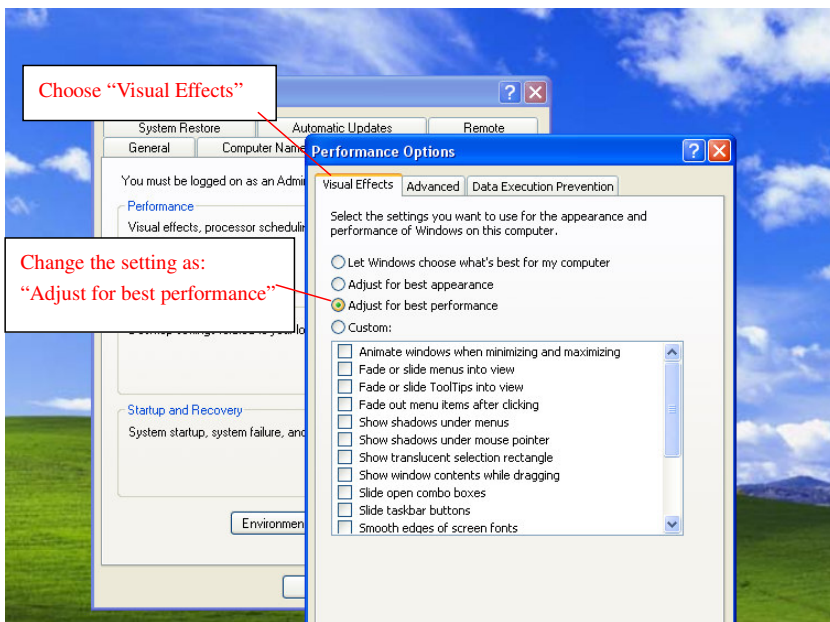 Choose “Visual Effects”
System Restore
Automatic Updates
Remote
General
Computer Name
Performance Options
You must be logged on as an Admi
Visual Effects
Advanced
Data Execution Prevention
Performance
Visual effects, processor schedulin
Select the settings you want to use for the appearance and
performance of Windows on this computer.
Change the setting as:
“Adjust for best performance”
Let Windows choose what's best for my computer
Adjust for best appearance
Adjust for best performance
Custom:
Animate windows when minimizing and maximizing
Fade or slide menus into view
Fade or slide ToolTips into view
Fade out menu items after clicking
Show shadows under menus
Show shadows under mouse pointer
Show translucent selection rectangle
Show window contents while dragging
Slide open combo boxes
Slide taskbar buttons
Smooth edges of screen fonts
Startup and Recovery
System startup, system failure, and
Environmen